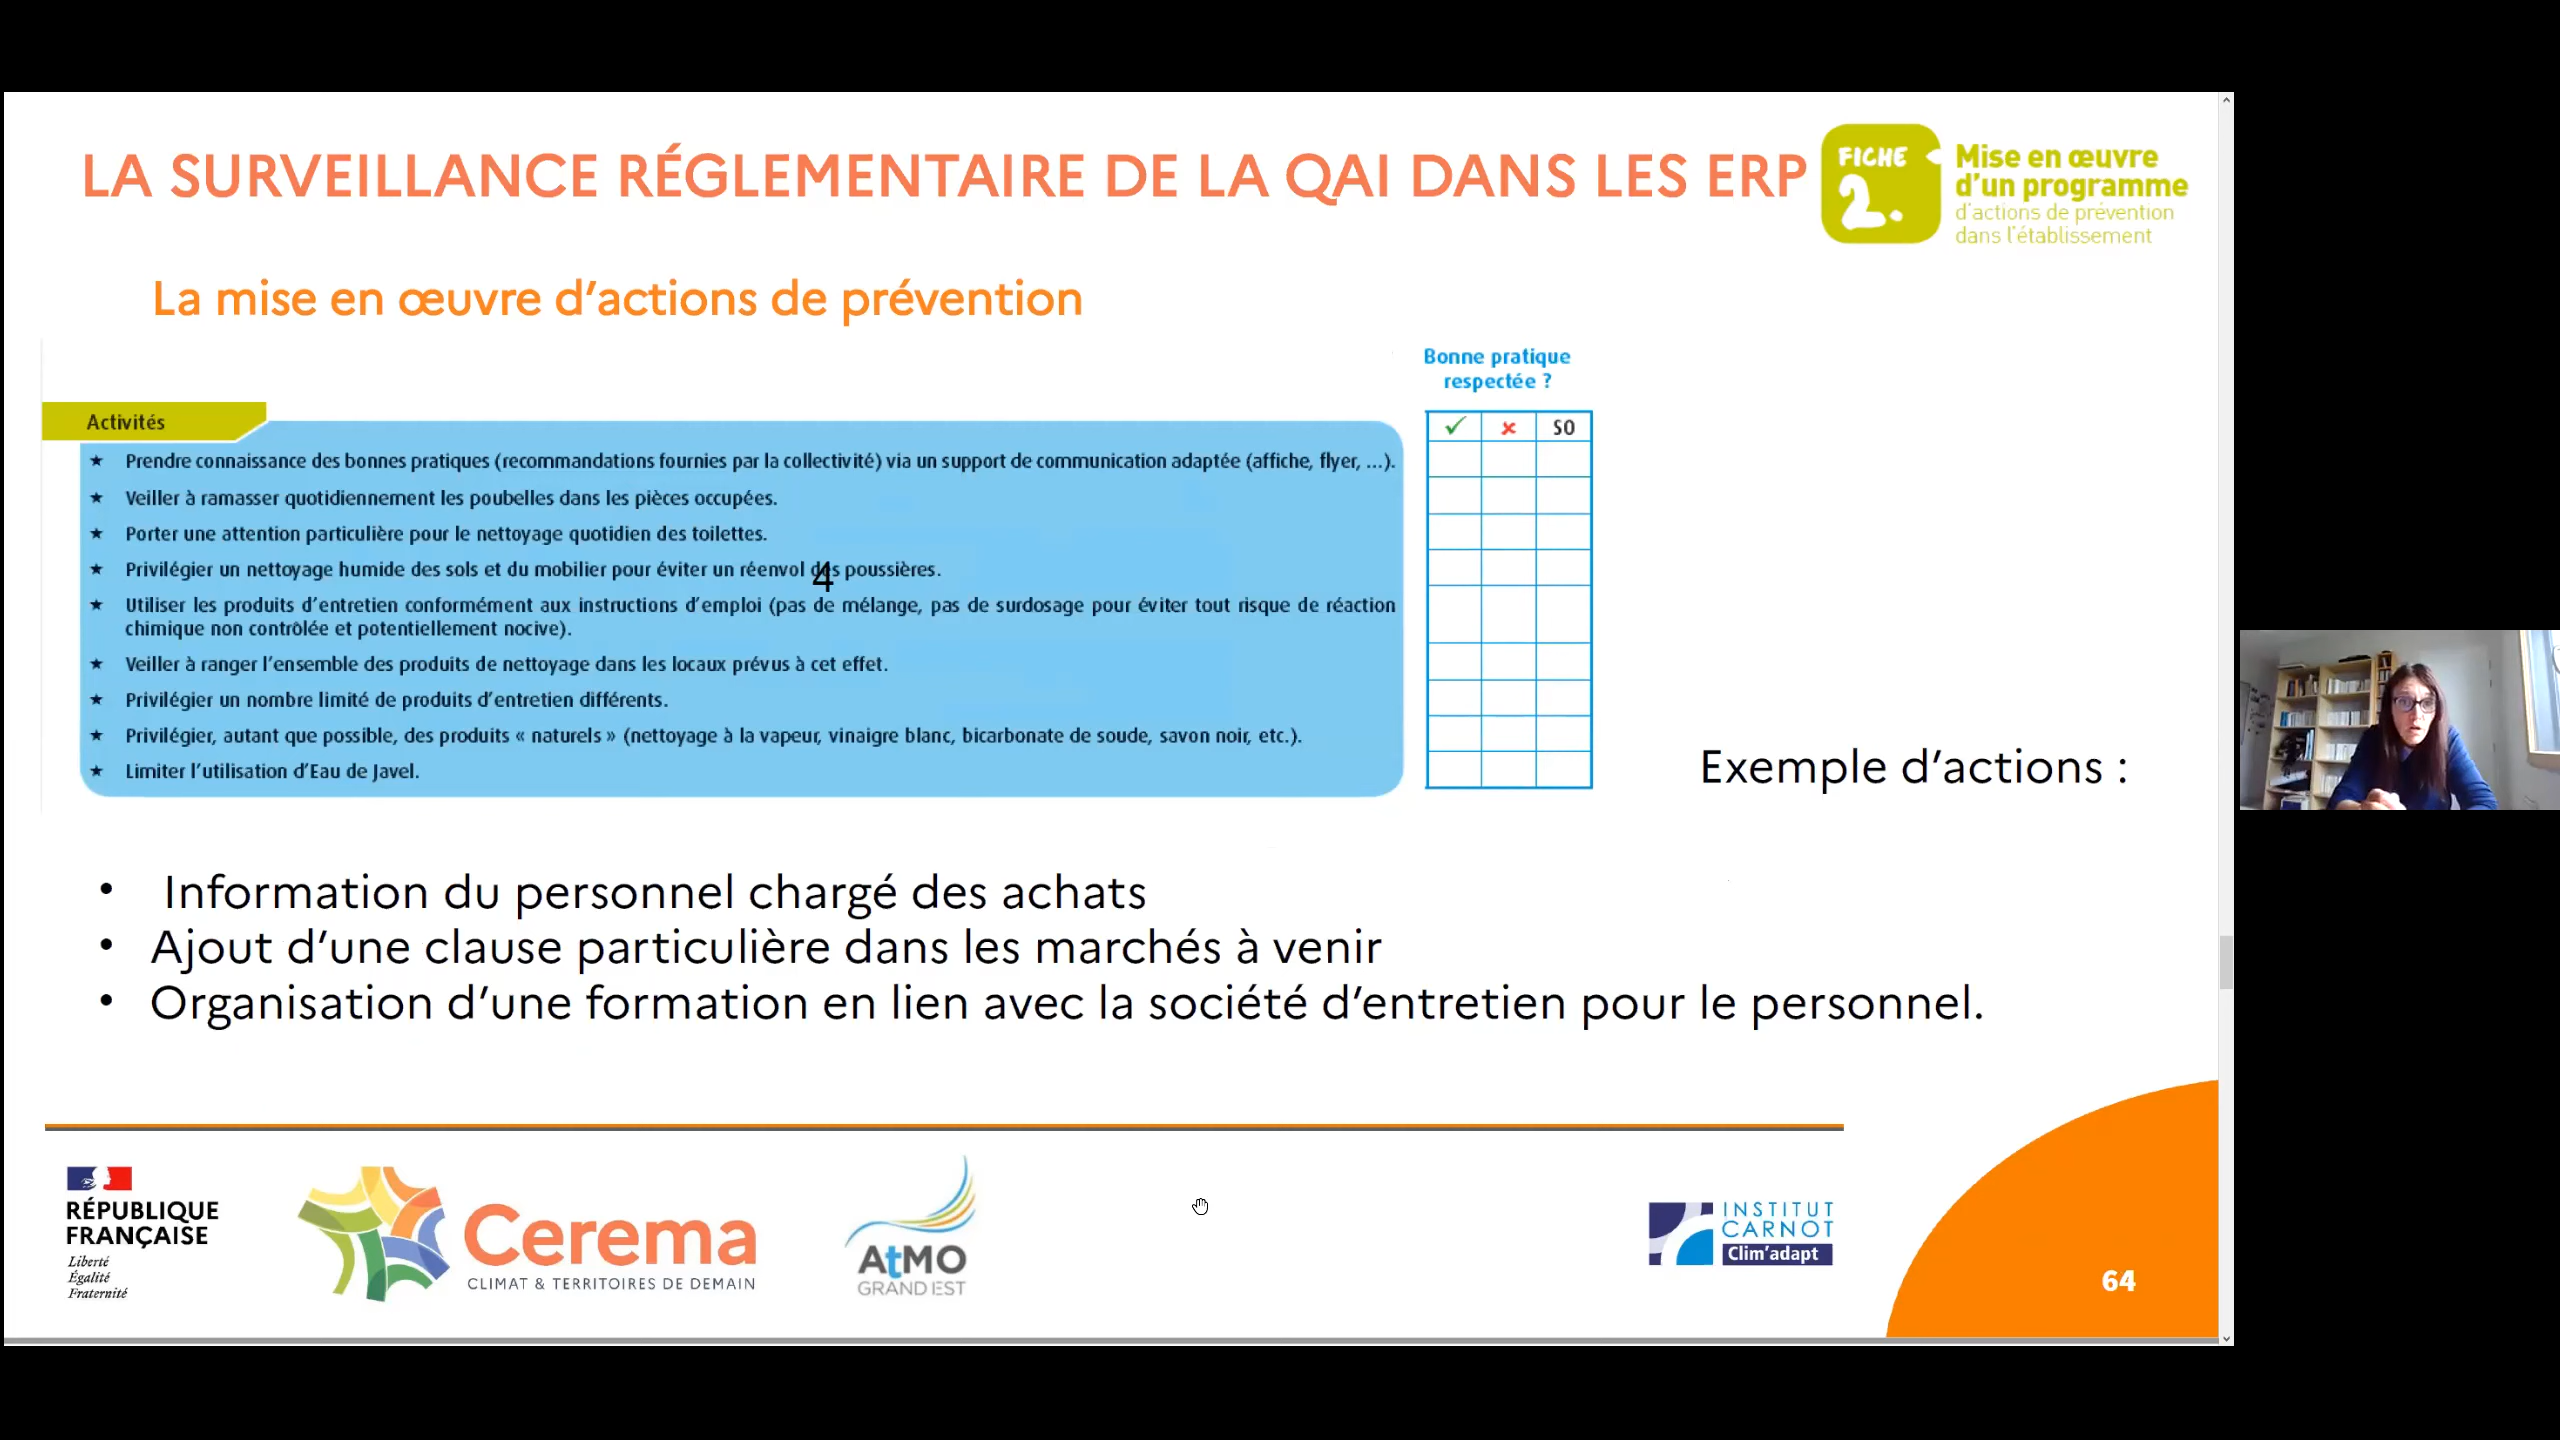 LA SURVEILLANCE RÉGLEMENTAIRE DE LA QAI DANS LES ERP
FICHE
2.
Mise en œuvre
d'un programme
d'actions de prévention
dans l'établissement
La mise en œuvre d'actions de prévention
Bonne pratique
respectée ?
Activités
✓ ✗ SO
★ Prendre connaissance des bonnes pratiques (recommandations fournies par la collectivité) via un support de communication adaptée (affiche, flyer, ...).
★ Veiller à ramasser quotidiennement les poubelles dans les pièces occupées.
★ Porter une attention particulière pour le nettoyage quotidien des toilettes.
★ Privilégier un nettoyage humide des sols et du mobilier pour éviter un réenvol des poussières.
4
★ Utiliser les produits d'entretien conformément aux instructions d'emploi (pas de mélange, pas de surdosage pour éviter tout risque de réaction
chimique non contrôlée et potentiellement nocive).
★ Veiller à ranger l'ensemble des produits de nettoyage dans les locaux prévus à cet effet.
★ Privilégier un nombre limité de produits d'entretien différents.
★ Privilégier, autant que possible, des produits « naturels » (nettoyage à la vapeur, vinaigre blanc, bicarbonate de soude, savon noir, etc.).
★ Limiter l'utilisation d'Eau de Javel.
Exemple d'actions :
• Information du personnel chargé des achats
• Ajout d'une clause particulière dans les marchés à venir
• Organisation d'une formation en lien avec la société d'entretien pour le personnel.
RÉPUBLIQUE
FRANÇAISE
Liberté
Égalité
Fraternité
Cerema
CLIMAT & TERRITOIRES DE DEMAIN
AtMO
GRAND EST
INSTITUT
CARNOT
Clim'adapt
64